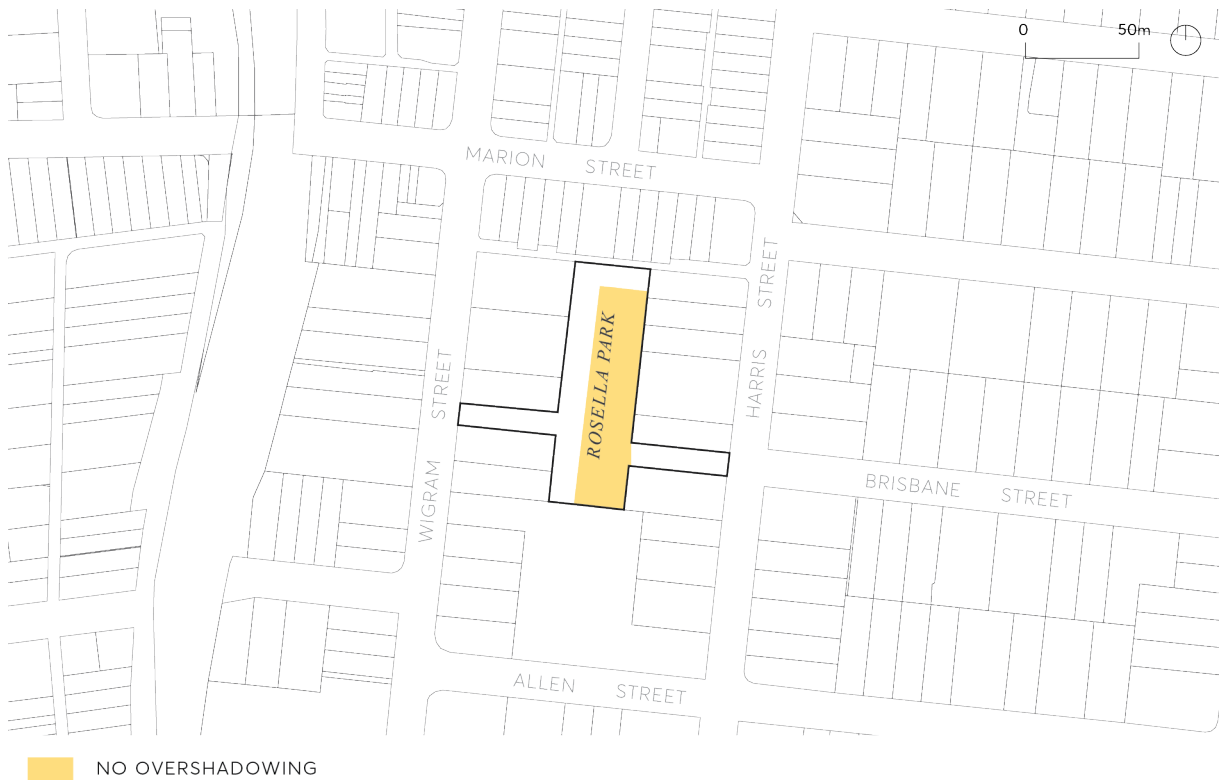 0 50m
MARION STREET
HARRIS STREET
ROSELLA PARK
WIGRAM STREET
BRISBANE STREET
ALLEN STREET
NO OVERSHADOWING